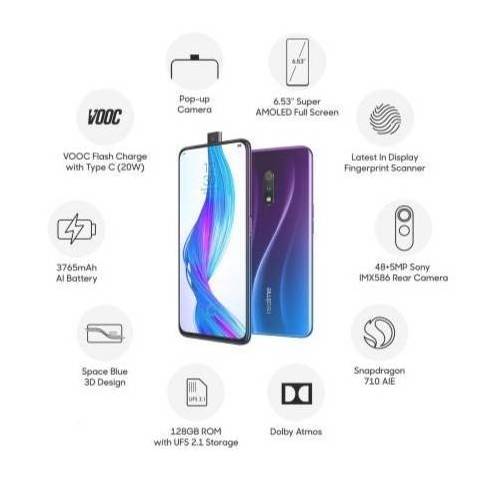 Pop-up
Camera
6.53"
6.53" Super
AMOLED Full Screen
VOOC
VOOC Flash Charge
with Type C (20W)
Latest In Display
Fingerprint Scanner
3765mAh
AI Battery
48+5MP Sony
IMX586 Rear Camera
realme
Space Blue
3D Design
Snapdragon
710 AIE
UFS 2.1
128GB ROM
with UFS 2.1 Storage
Dolby Atmos